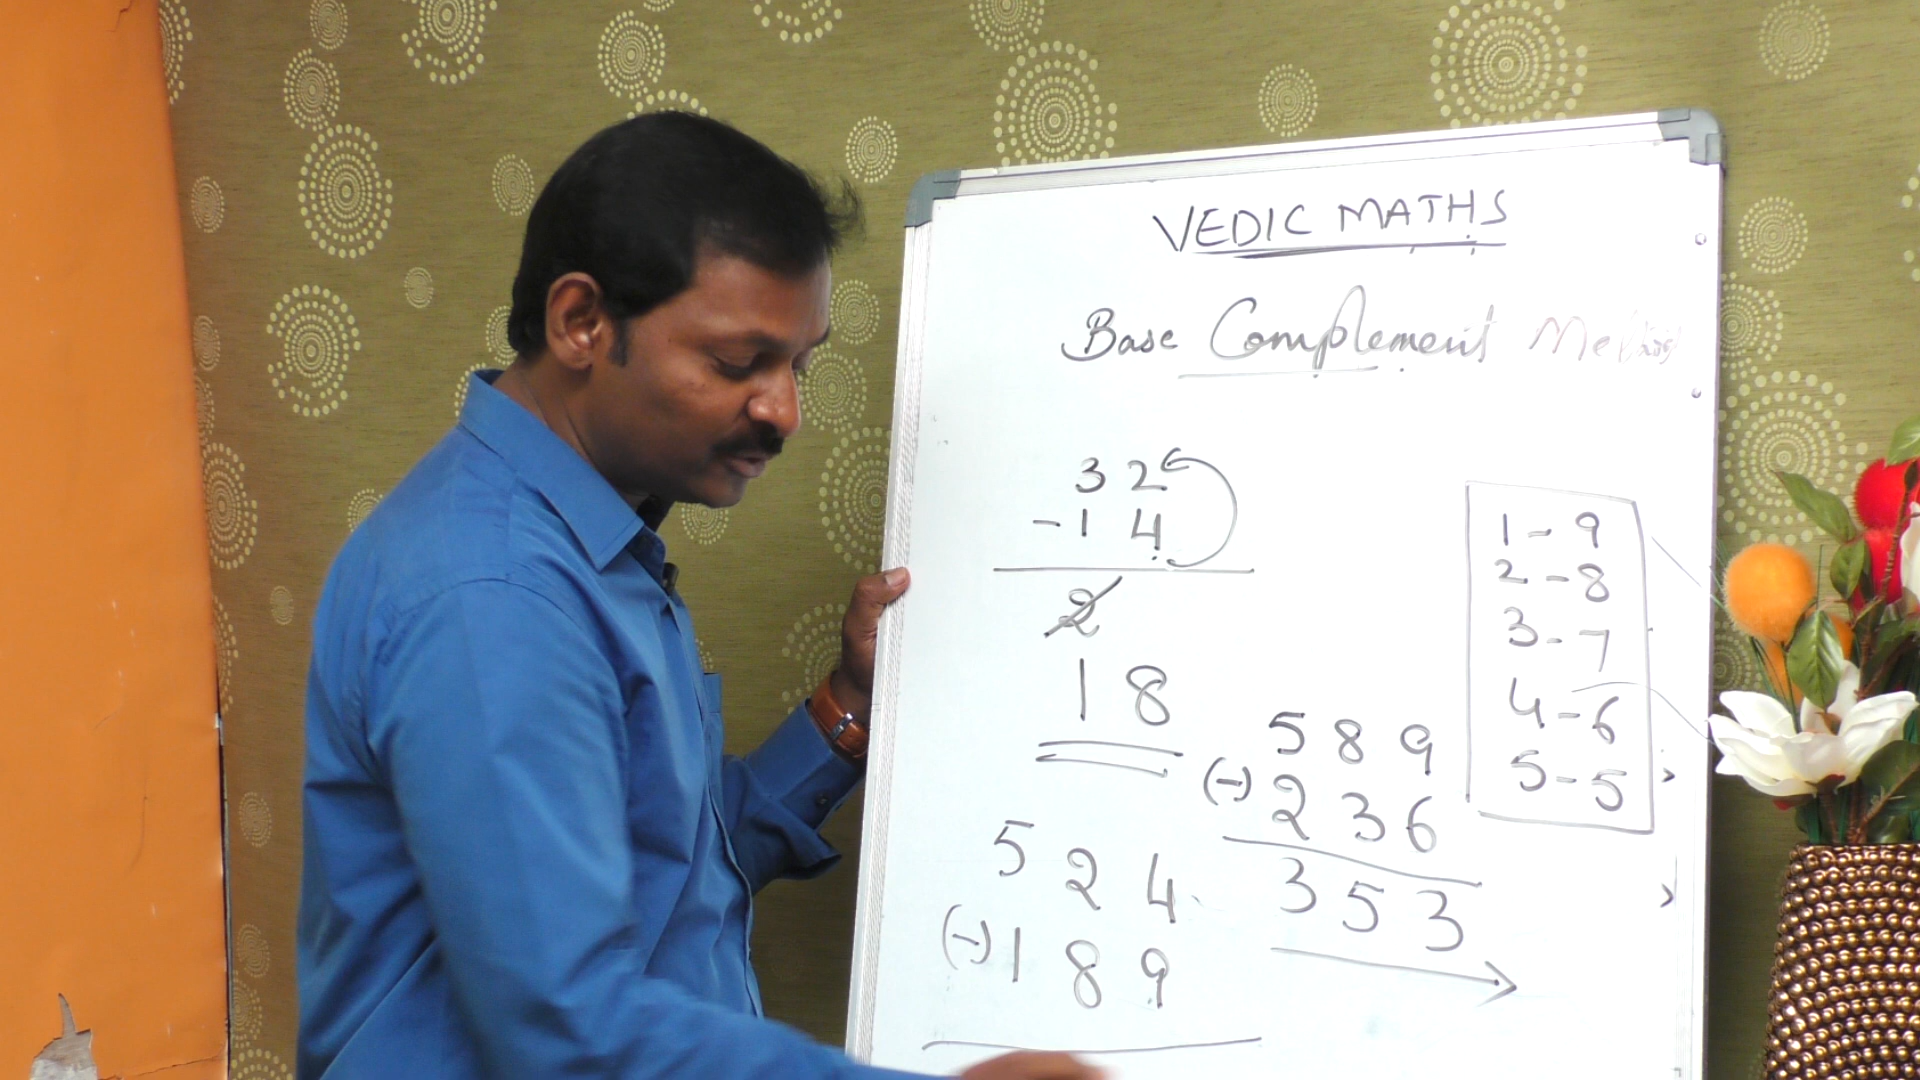 VEDIC MATHS
Base Complement Method
3 2
- 1 4
2
1 8
1 - 9
2 - 8
3 - 7
4 - 6
5 - 5
5 8 9
(-) 2 3 6
3 5 3
5 2 4
(-) 1 8 9